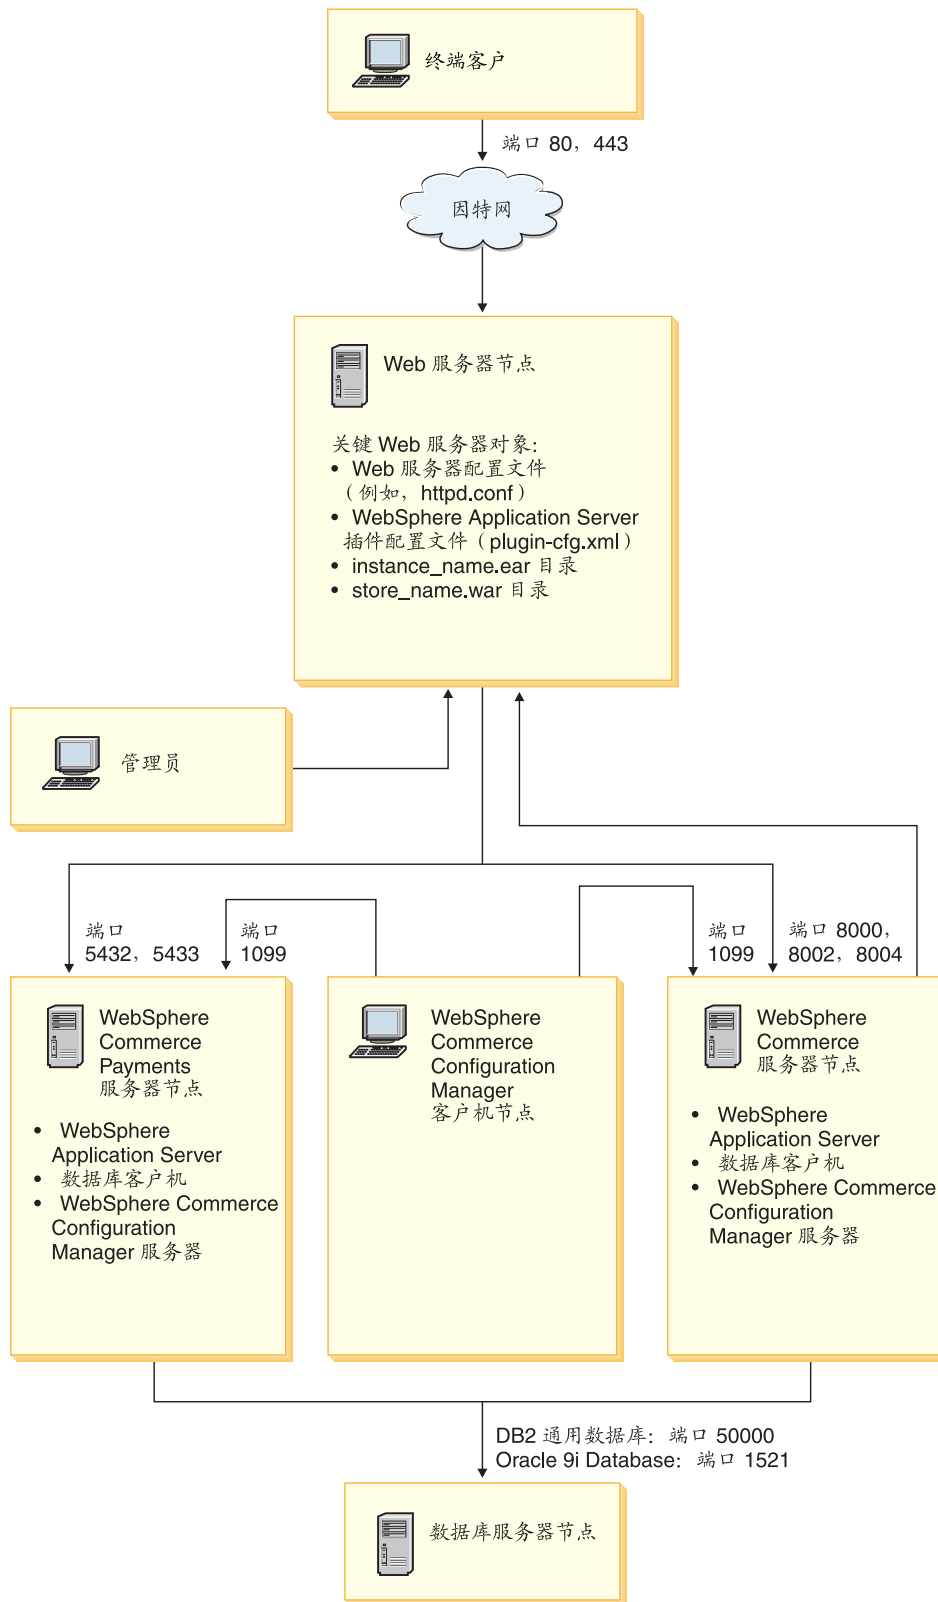 终端客户
端口 80，443
因特网
Web 服务器节点
关键 Web 服务器对象：
• Web 服务器配置文件
（例如，httpd.conf）
• WebSphere Application Server
插件配置文件（plugin-cfg.xml）
• instance_name.ear 目录
• store_name.war 目录
管理员
端口
5432，5433
端口
1099
端口
1099
端口 8000，
8002，8004
WebSphere
Commerce
Payments
服务器节点
• WebSphere
Application Server
• 数据库客户机
• WebSphere Commerce
Configuration
Manager 服务器
WebSphere
Commerce
Configuration
Manager
客户机节点
WebSphere
Commerce
服务器节点
• WebSphere
Application Server
• 数据库客户机
• WebSphere Commerce
Configuration
Manager 服务器
DB2 通用数据库：端口 50000
Oracle 9i Database：端口 1521
数据库服务器节点